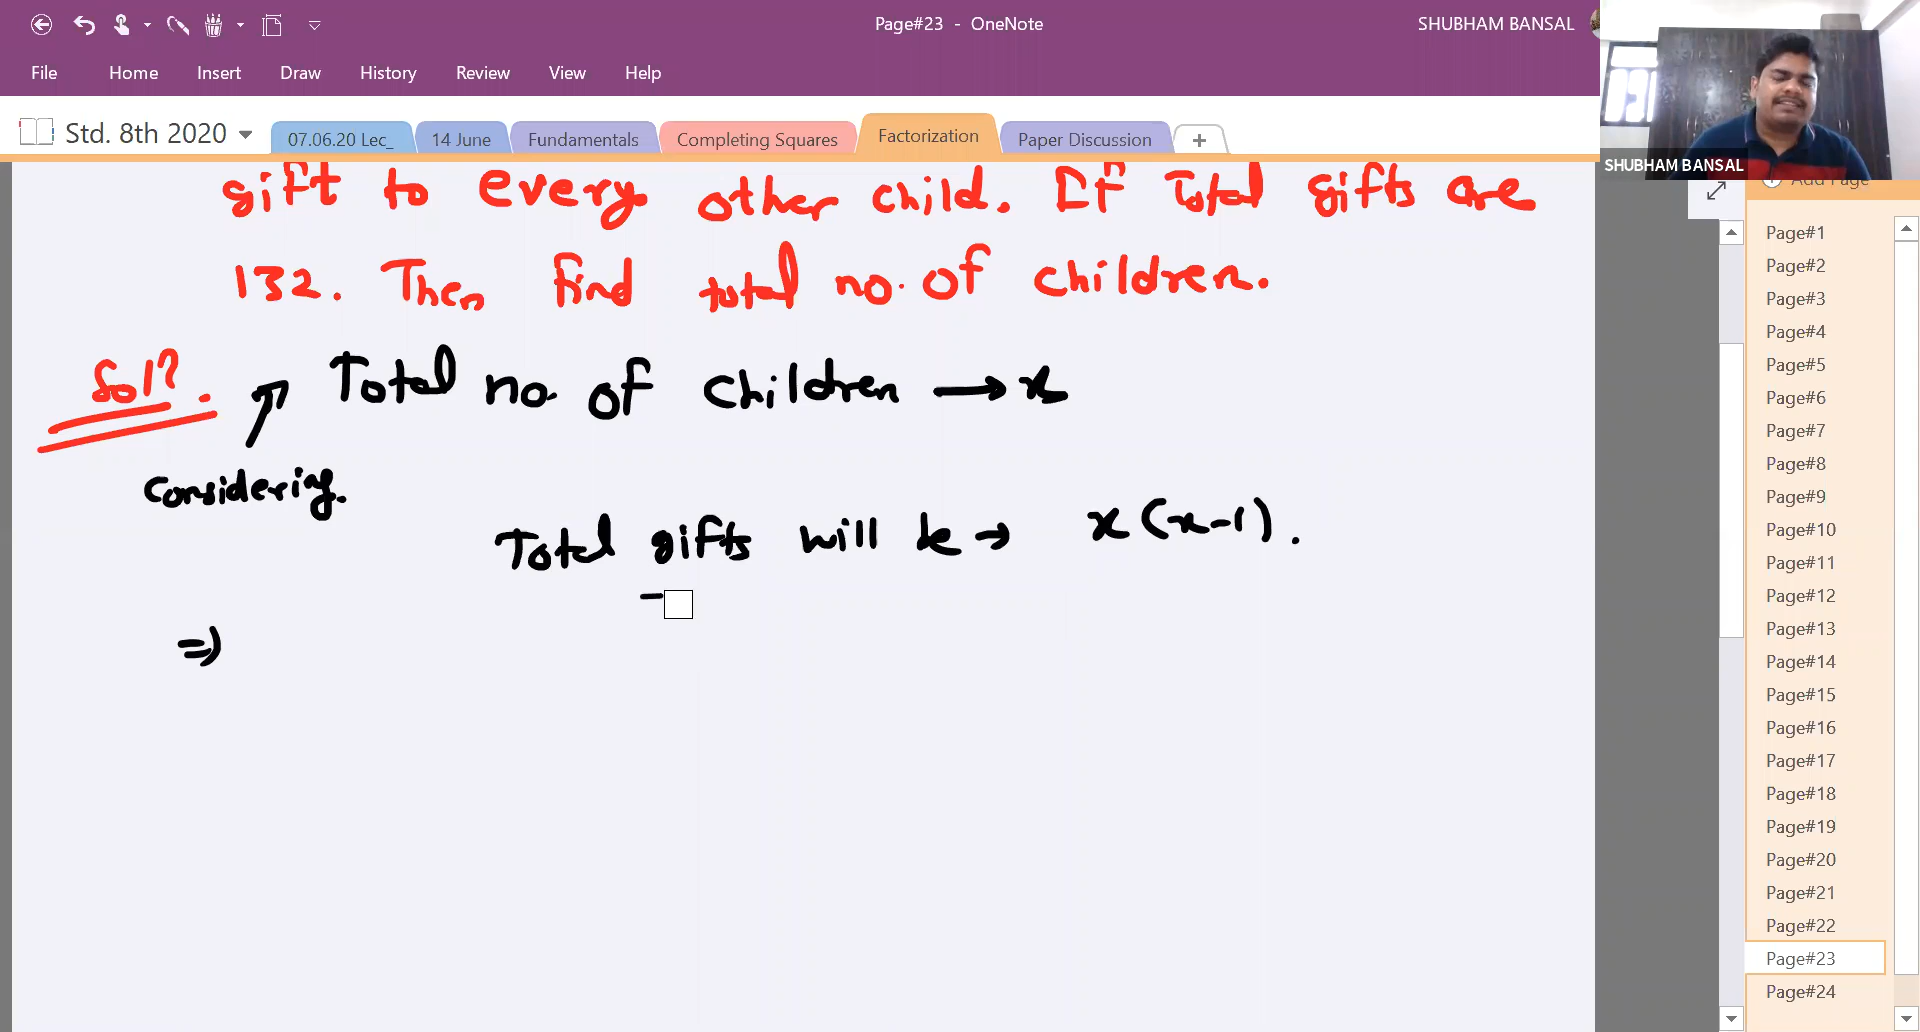 Page#23 - OneNote
SHUBHAM BANSAL
File Home Insert Draw History Review View Help
Std. 8th 2020
07.06.20 Lec_
14 June
Fundamentals
Completing Squares
Factorization
Paper Discussion
+
SHUBHAM BANSAL
Add Page
gift to every other child. If Total gifts are
132. Then find total no. of children.
Sol?.
Total no. of children → x
Considering.
Total gifts will be → x(x-1).
⇒
Page#1
Page#2
Page#3
Page#4
Page#5
Page#6
Page#7
Page#8
Page#9
Page#10
Page#11
Page#12
Page#13
Page#14
Page#15
Page#16
Page#17
Page#18
Page#19
Page#20
Page#21
Page#22
Page#23
Page#24